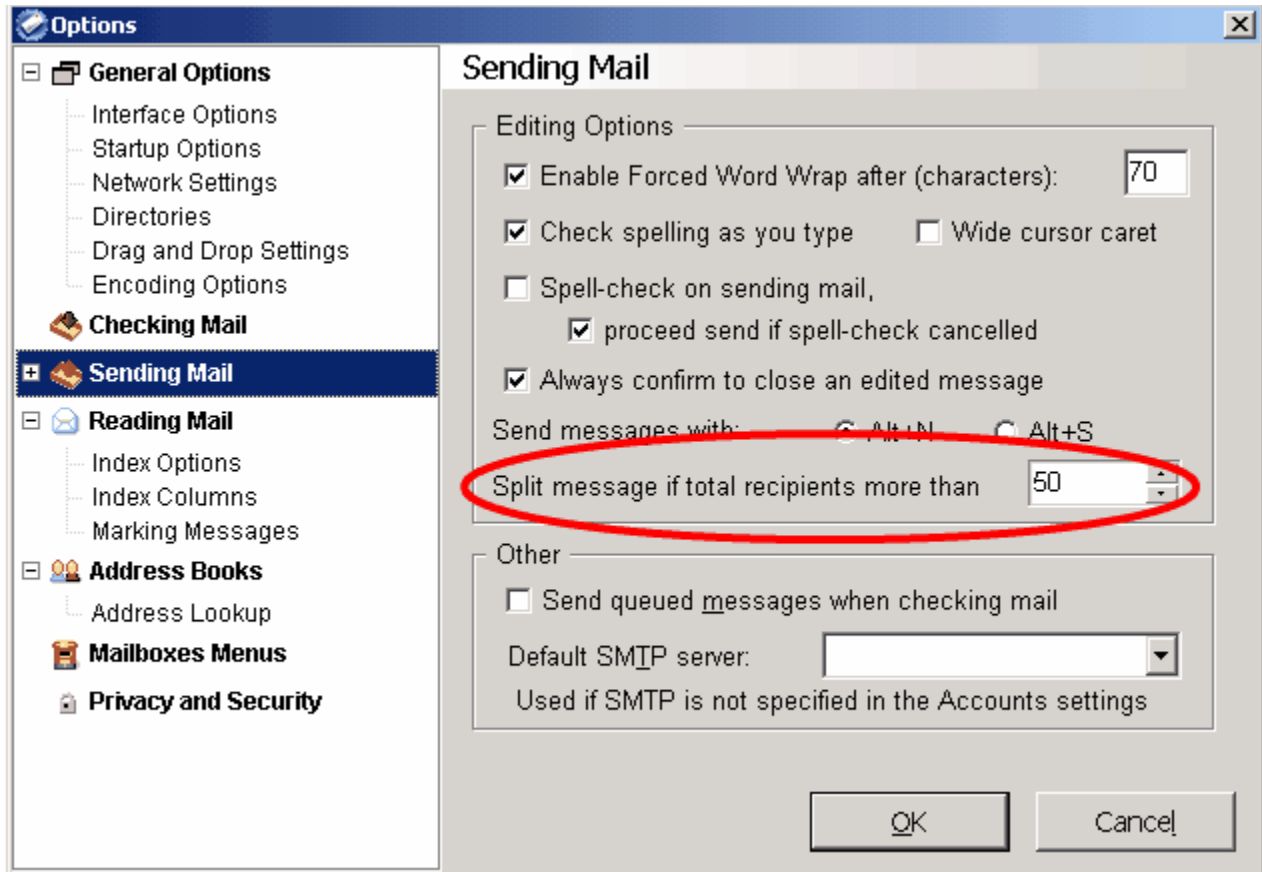 Options
General Options
Interface Options
Startup Options
Network Settings
Directories
Drag and Drop Settings
Encoding Options
Checking Mail
Sending Mail
Reading Mail
Index Options
Index Columns
Marking Messages
Address Books
Address Lookup
Mailboxes Menus
Privacy and Security
Sending Mail
Editing Options
Enable Forced Word Wrap after (characters): 70
Check spelling as you type Wide cursor caret
Spell-check on sending mail,
proceed send if spell-check cancelled
Always confirm to close an edited message
Send messages with: Alt+N Alt+S
Split message if total recipients more than 50
Other
Send queued messages when checking mail
Default SMTP server:
Used if SMTP is not specified in the Accounts settings
OK Cancel